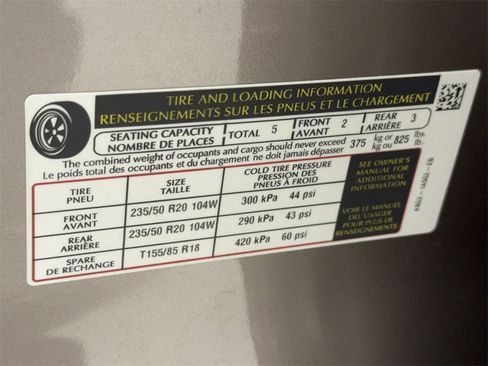 TIRE AND LOADING INFORMATION
RENSEIGNEMENTS SUR LES PNEUS ET LE CHARGEMENT
SEATING CAPACITY
NOMBRE DE PLACES
TOTAL 5
FRONT
AVANT 2
REAR
ARRIÈRE 3
The combined weight of occupants and cargo should never exceed
Le poids total des occupants et du chargement ne doit jamais dépasser
375 kg or kg ou 825 lbs. lb.
TIRE
PNEU
SIZE
TAILLE
COLD TIRE PRESSURE
PRESSION DES
PNEUS À FROID
FRONT
AVANT
235/50 R20 104W
300 kPa 44 psi
REAR
ARRIÈRE
235/50 R20 104W
290 kPa 43 psi
SPARE
DE RECHANGE
T155/85 R18
420 kPa 60 psi
SEE OWNER'S
MANUAL FOR
ADDITIONAL
INFORMATION
VOIR LE MANUEL
DE L'USAGER
POUR PLUS DE
RENSEIGNEMENTS